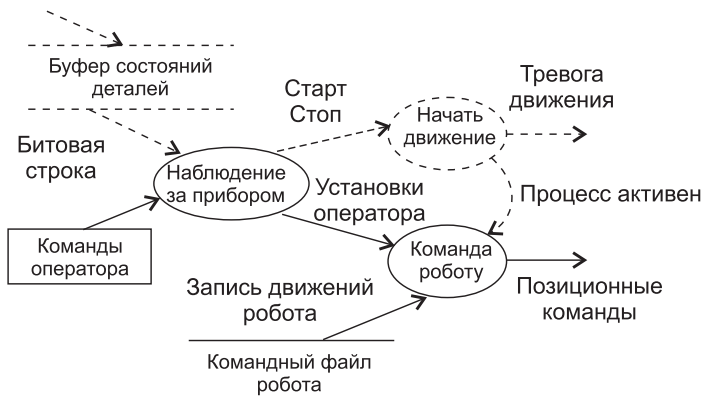 Буфер состояний
деталей
Битовая
строка
Старт
Стоп
Начать
движение
Тревога
движения
Наблюдение
за прибором
Установки
оператора
Процесс активен
Команды
оператора
Команда
роботу
Запись движений
робота
Позиционные
команды
Командный файл
робота